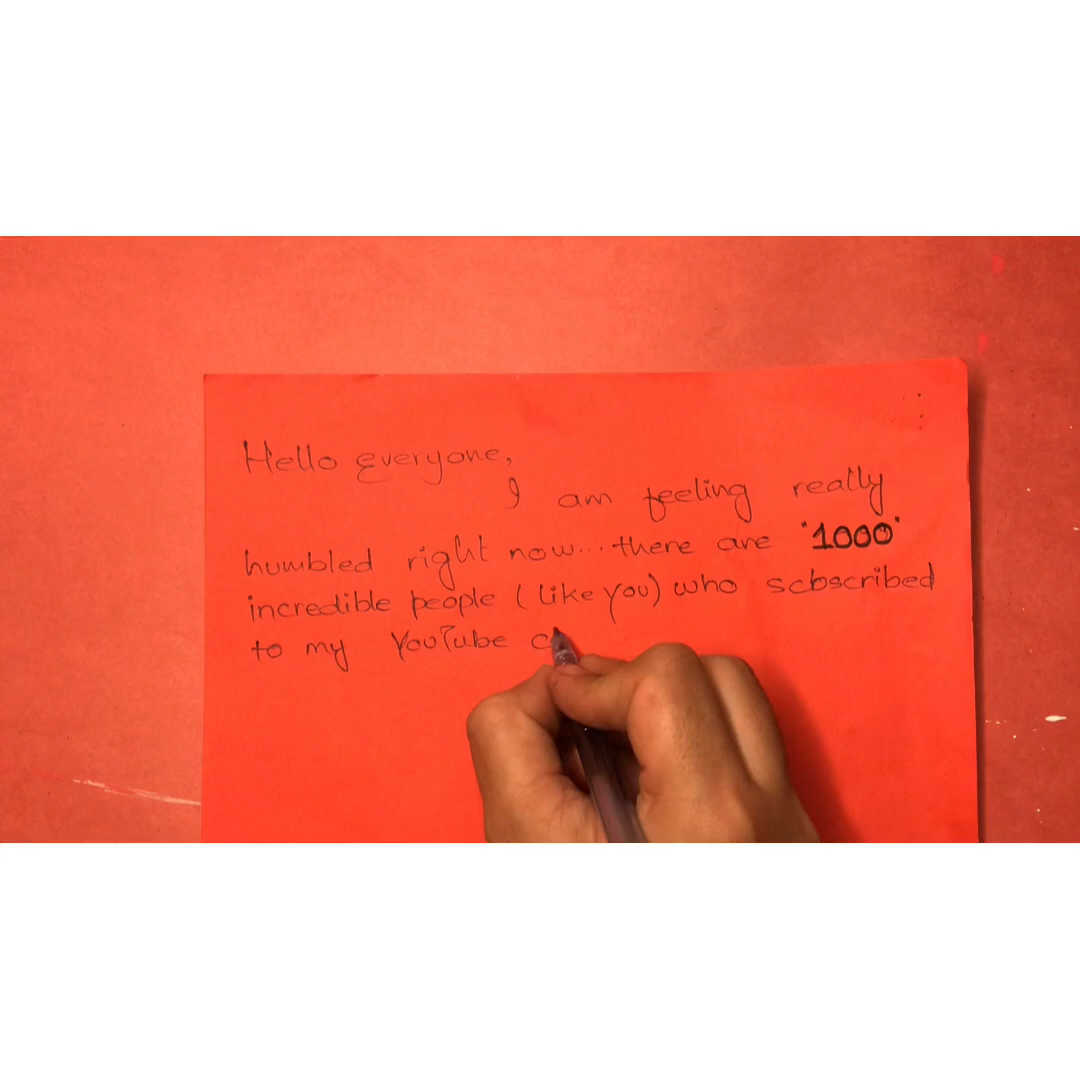 Hello everyone,
I am feeling really
humbled right now... there are "1000"
incredible people (like you) who scbscribed
to my YouTube c